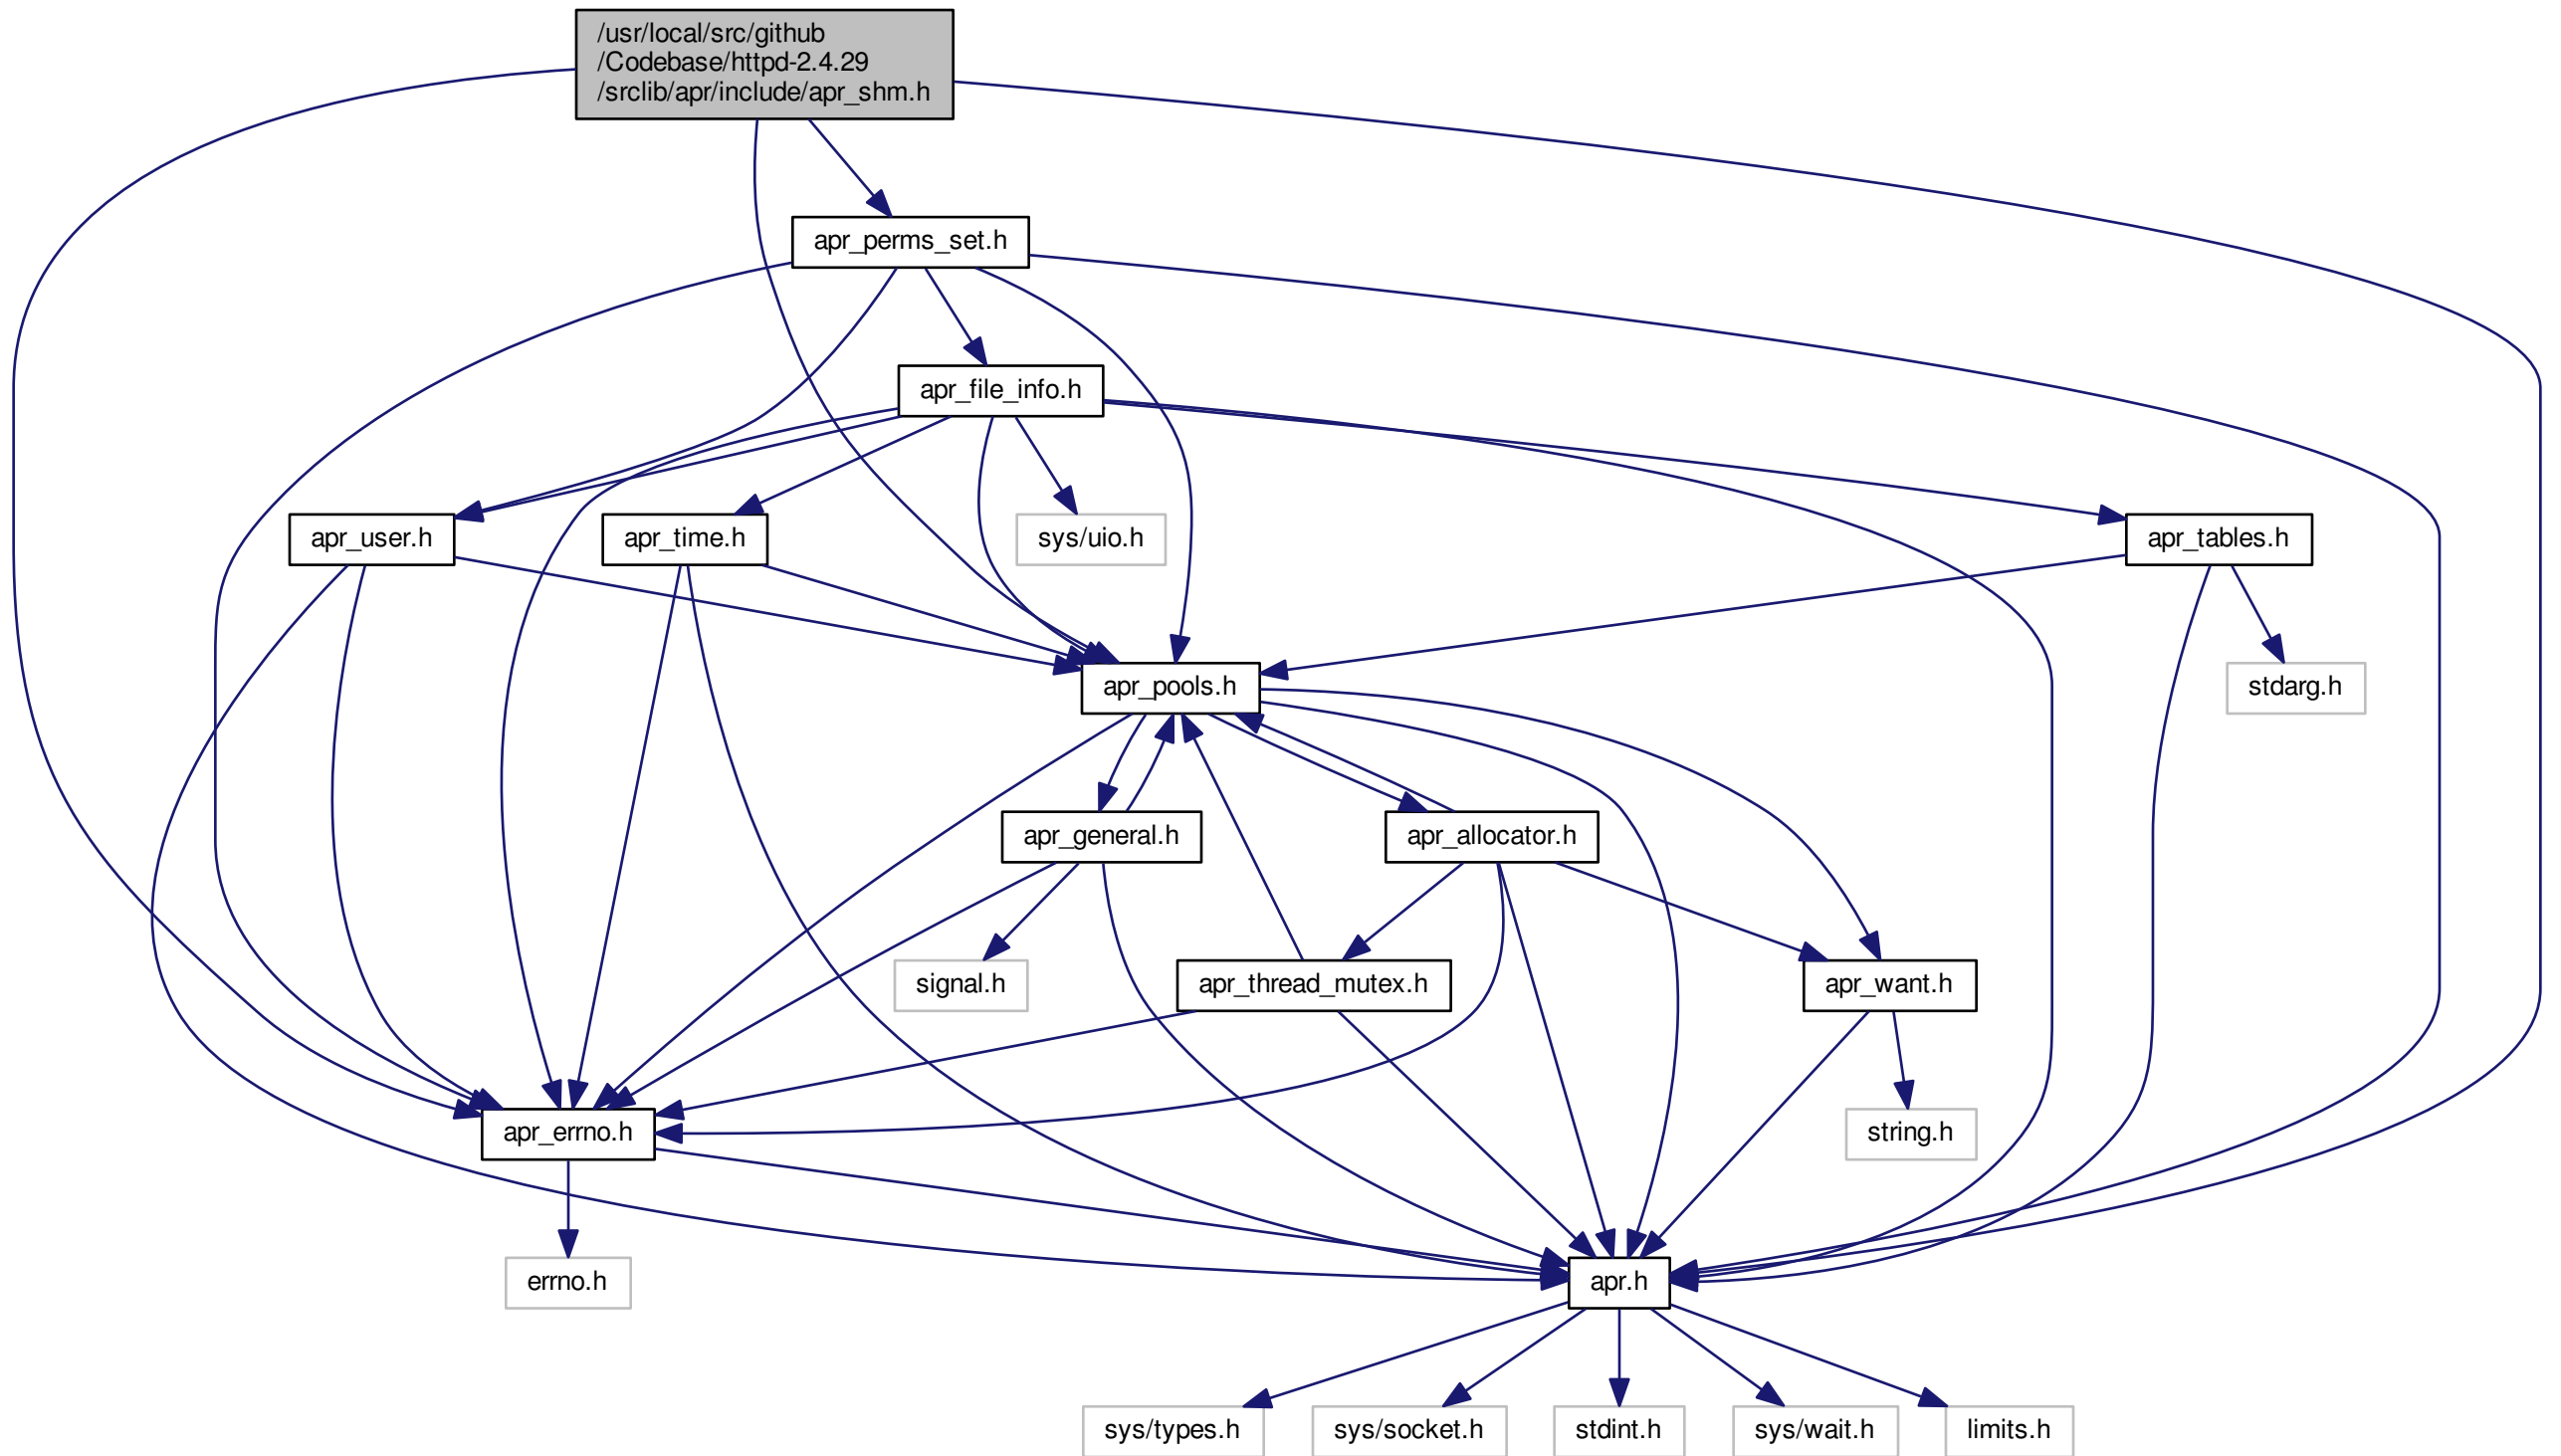 /usr/local/src/github
/Codebase/httpd-2.4.29
/srclib/apr/include/apr_shm.h
apr_perms_set.h
apr_file_info.h
apr_user.h
apr_time.h
sys/uio.h
apr_tables.h
apr_pools.h
stdarg.h
apr_general.h
apr_allocator.h
signal.h
apr_thread_mutex.h
apr_want.h
apr_errno.h
string.h
errno.h
apr.h
sys/types.h
sys/socket.h
stdint.h
sys/wait.h
limits.h